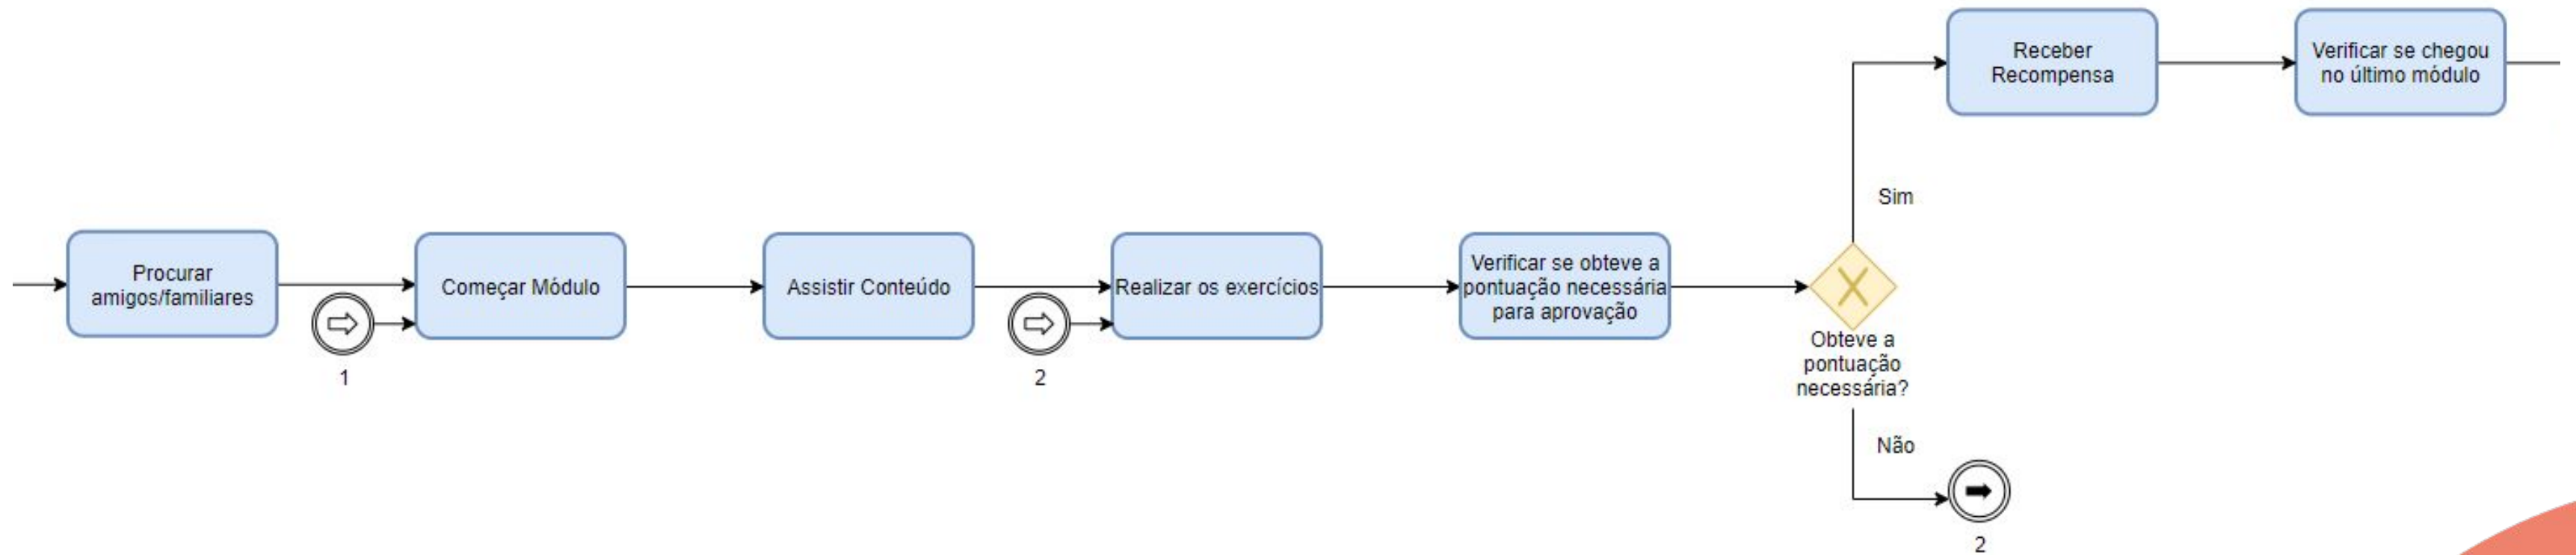 Procurar
amigos/familiares
1
Começar Módulo
Assistir Conteúdo
2
Realizar os exercícios
Verificar se obteve a
pontuação necessária
para aprovação
Obteve a
pontuação
necessária?
Sim
Receber
Recompensa
Verificar se chegou
no último módulo
Não
2